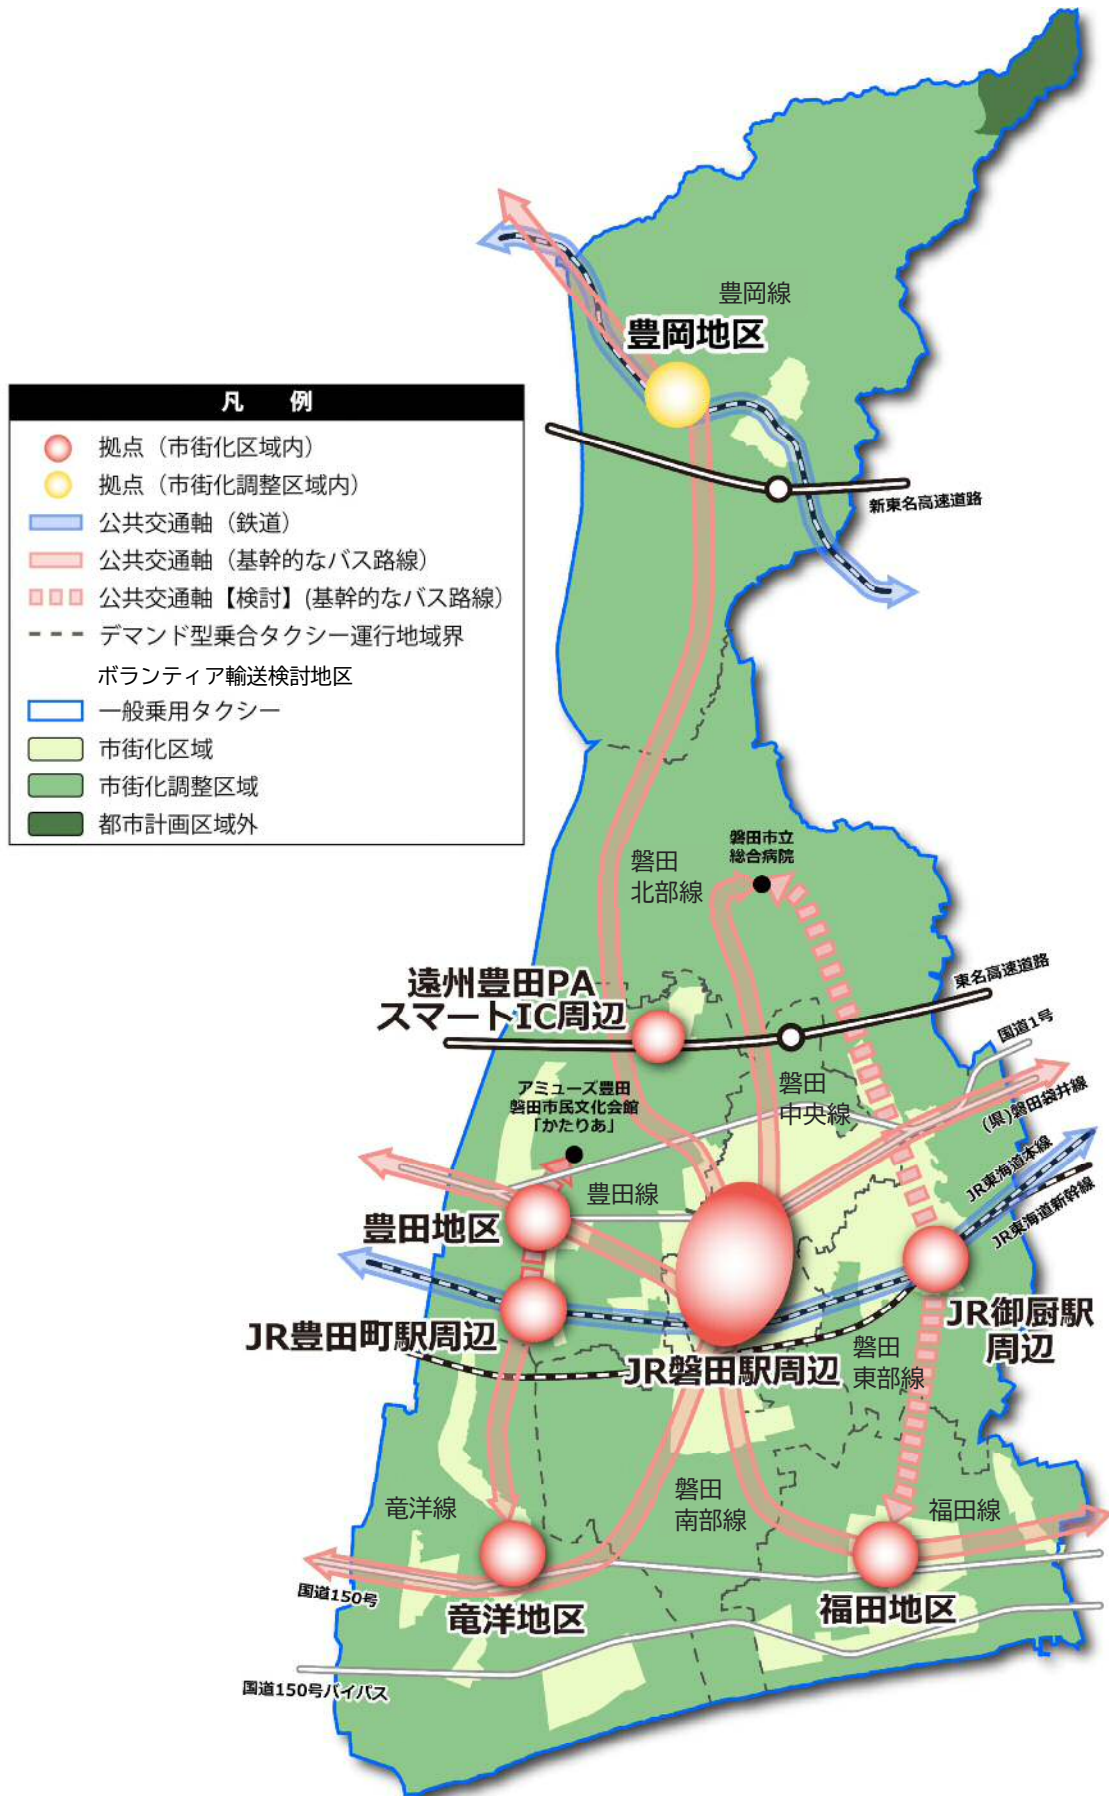 豊岡線
豊岡地区
凡　例
拠点（市街化区域内）
拠点（市街化調整区域内）
公共交通軸（鉄道）
公共交通軸（基幹的なバス路線）
公共交通軸【検討】(基幹的なバス路線）
デマンド型乗合タクシー運行地域界
ボランティア輸送検討地区
一般乗用タクシー
市街化区域
市街化調整区域
都市計画区域外
新東名高速道路
磐田市立
総合病院
磐田
北部線
遠州豊田PA
スマートIC周辺
東名高速道路
国道1号
アミューズ豊田
磐田市民文化会館
「かたりあ」
磐田
中央線
(県)磐田袋井線
JR東海道本線
JR東海道新幹線
豊田線
豊田地区
JR豊田町駅周辺
JR磐田駅周辺
JR御厨駅
周辺
磐田
東部線
竜洋線
磐田
南部線
福田線
国道150号
竜洋地区
福田地区
国道150号バイパス